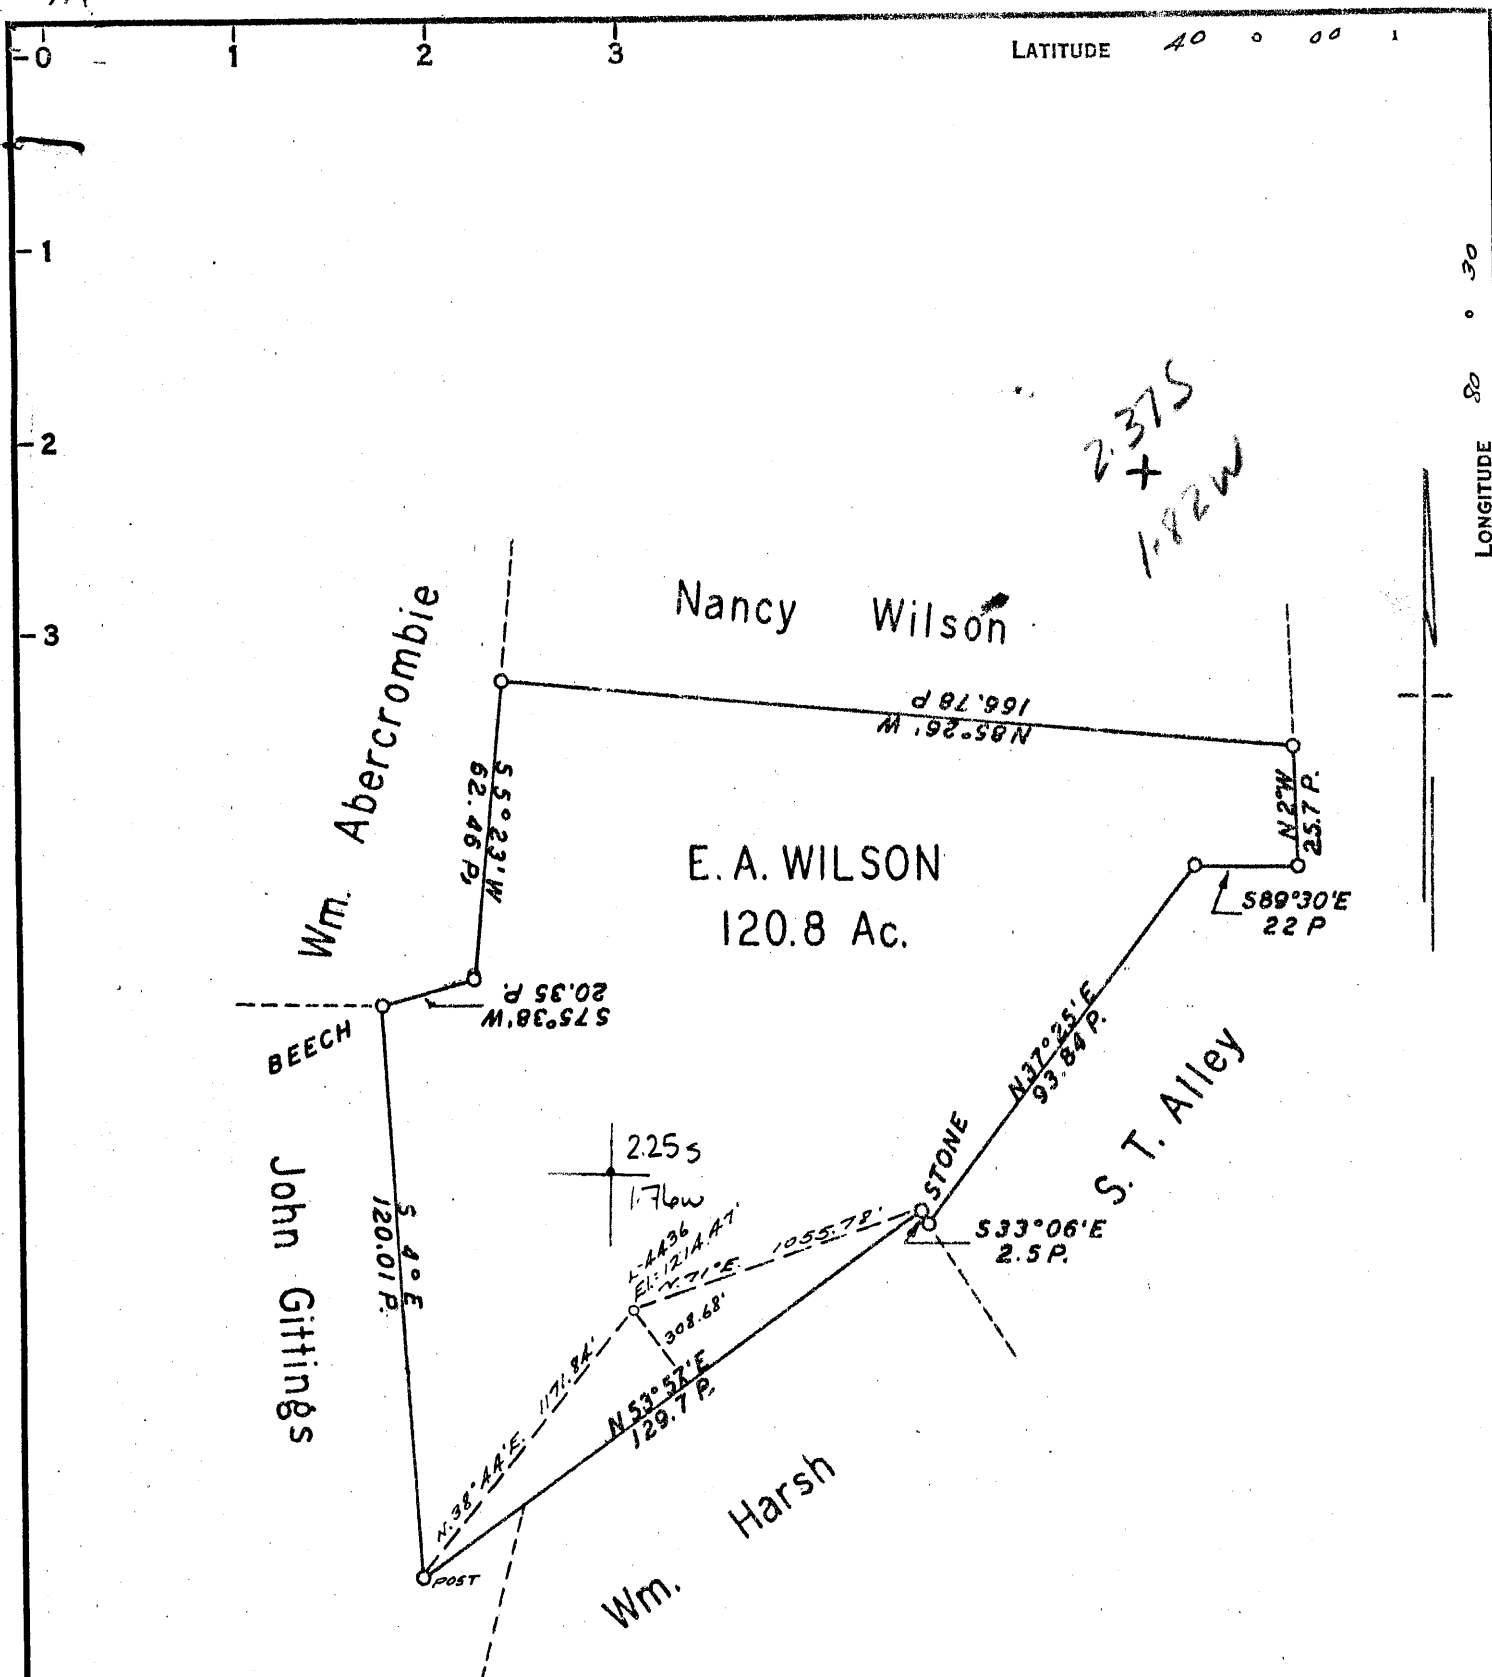 0 1 2 3
LATITUDE 40 ° 00 '
1
2
3
LONGITUDE 80 ° 30
2.37S
+
1.82W
Nancy Wilson
Wm. Abercrombie
166.78 P
N85°26' W
S 5°23'W
62.46 P.
N2°W
25.7 P.
E. A. WILSON
120.8 Ac.
S89°30'E
22 P
S75°38'W
20.35 P.
BEECH
N37°25'E
93.84 P.
S. T. Alley
STONE
S33°06'E
2.5 P.
2.25 s
1.76w
L-4436
El=1214.47'
N.71°E. 1055.78'
308.68'
John Gittings
S 4°E
120.01 P.
N.38°44'E. 1171.84'
N 53°57'E
129.7 P.
POST
Wm. Harsh